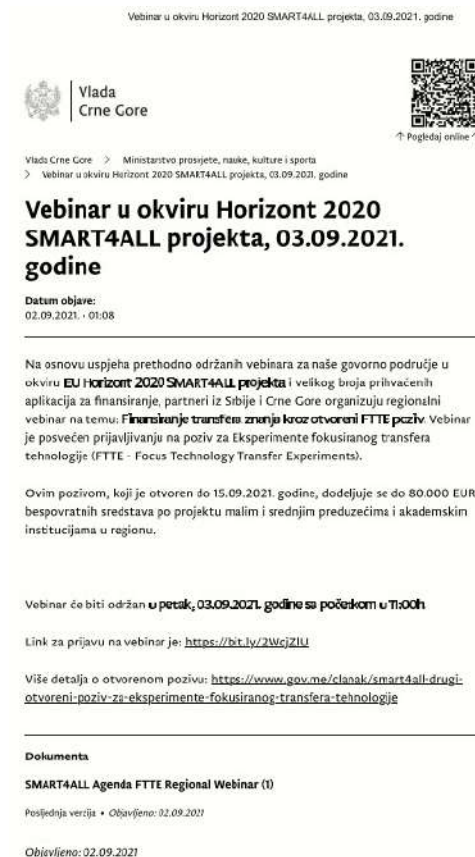 Vebinar u okviru Horizont 2020 SMART4ALL projekta, 03.09.2021. godine
Vlada
Crne Gore
↑ Pogledaj online ↑
Vlada Crne Gore > Ministarstvo prosvjete, nauke, kulture i sporta
> Vebinar u okviru Horizont 2020 SMART4ALL projekta, 03.09.2021. godine
Vebinar u okviru Horizont 2020
SMART4ALL projekta, 03.09.2021.
godine
Datum objave:
02.09.2021. • 01:08
Na osnovu uspjeha prethodno održanih vebinara za naše govorno područje u
okviru EU Horizont 2020 SMART4ALL projekta i velikog broja prihvaćenih
aplikacija za finansiranje, partneri iz Srbije i Crne Gore organizuju regionalni
vebinar na temu: Finansiranje transfera znanja kroz otvoreni FTTE poziv. Vebinar
je posvećen prijavljivanju na poziv za Eksperimente fokusiranog transfera
tehnologije (FTTE - Focus Technology Transfer Experiments).
Ovim pozivom, koji je otvoren do 15.09.2021. godine, dodeljuje se do 80.000 EUR
bespovratnih sredstava po projektu malim i srednjim preduzećima i akademskim
institucijama u regionu.
Vebinar će biti održan u petak, 03.09.2021. godine sa početkom u 11:00h
Link za prijavu na vebinar je: https://bit.ly/2WcjZlU
Više detalja o otvorenom pozivu: https://www.gov.me/clanak/smart4all-drugi-
otvoreni-poziv-za-eksperimente-fokusiranog-transfera-tehnologije
Dokumenta
SMART4ALL Agenda FTTE Regional Webinar (1)
Posljednja verzija • Objavljeno: 02.09.2021
Objavljeno: 02.09.2021